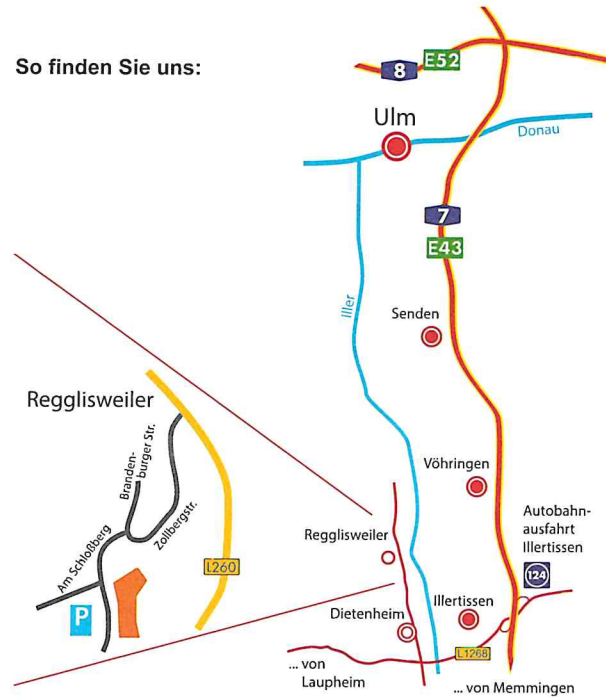 So finden Sie uns:
8
E52
Ulm
Donau
7
E43
Iller
Senden
Regglisweiler
Branden-
burger Str.
Zollbergstr.
Am Schloßberg
L260
P
Vöhringen
Autobahn-
ausfahrt
Illertissen
124
Regglisweiler
Illertissen
Dietenheim
L1268
... von
Laupheim
... von Memmingen